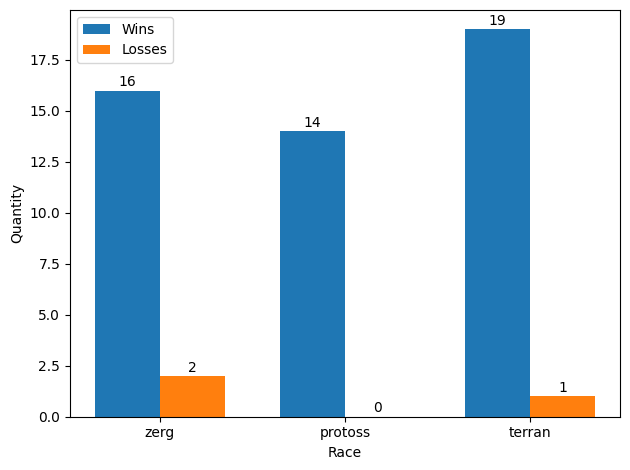 Wins
Losses
19
17.5
16
15.0
14
12.5
10.0
7.5
5.0
2.5
2
1
0
0.0
zerg
protoss
terran
Quantity
Race